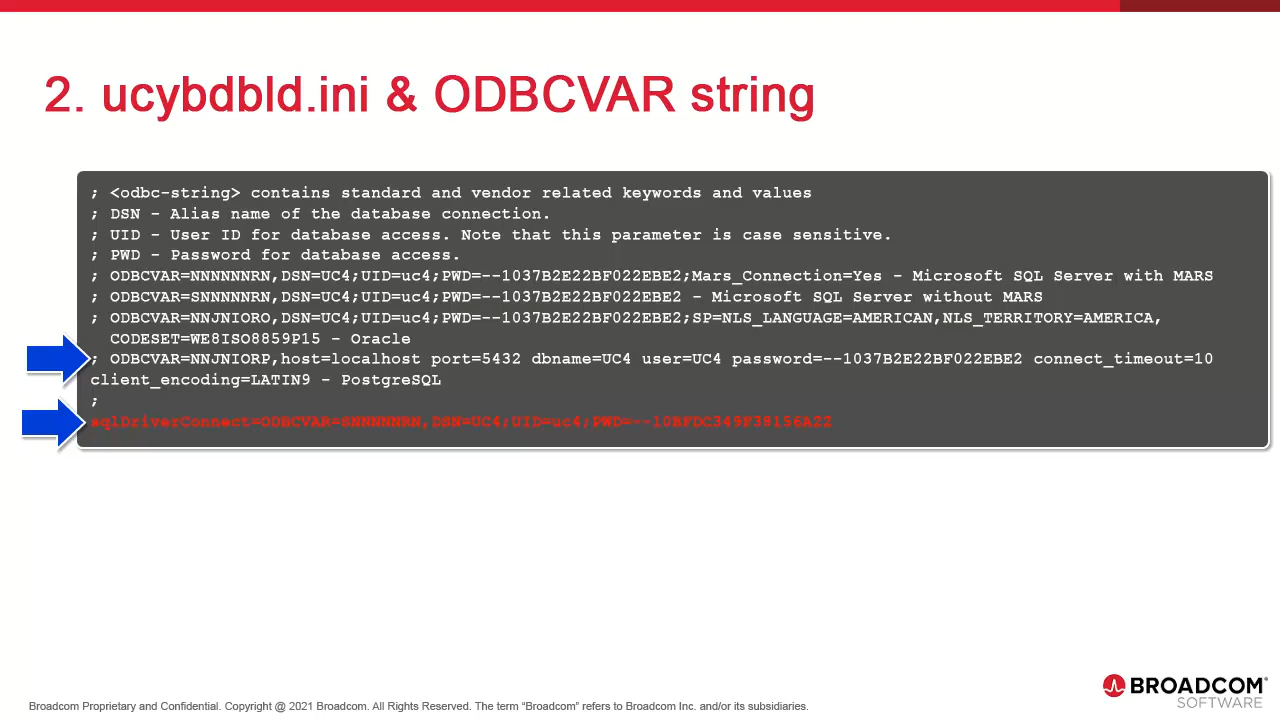 2. ucybdbld.ini & ODBCVAR string
; <odbc-string> contains standard and vendor related keywords and values
; DSN - Alias name of the database connection.
; UID - User ID for database access. Note that this parameter is case sensitive.
; PWD - Password for database access.
; ODBCVAR=NNNNNNRN,DSN=UC4;UID=uc4;PWD=--1037B2E22BF022EBE2;Mars_Connection=Yes - Microsoft SQL Server with MARS
; ODBCVAR=SNNNNNRN,DSN=UC4;UID=uc4;PWD=--1037B2E22BF022EBE2 - Microsoft SQL Server without MARS
; ODBCVAR=NNJNIORO,DSN=UC4;UID=uc4;PWD=--1037B2E22BF022EBE2;SP=NLS_LANGUAGE=AMERICAN,NLS_TERRITORY=AMERICA,
CODESET=WE8ISO8859P15 - Oracle
; ODBCVAR=NNJNIORP,host=localhost port=5432 dbname=UC4 user=UC4 password=--1037B2E22BF022EBE2 connect_timeout=10
client_encoding=LATIN9 - PostgreSQL
;
sqlDriverConnect=ODBCVAR=SNNNNNRN,DSN=UC4;UID=uc4;PWD=--10BFDC349F38156A22
Broadcom Proprietary and Confidential. Copyright @ 2021 Broadcom. All Rights Reserved. The term “Broadcom” refers to Broadcom Inc. and/or its subsidiaries.
BROADCOM®
SOFTWARE